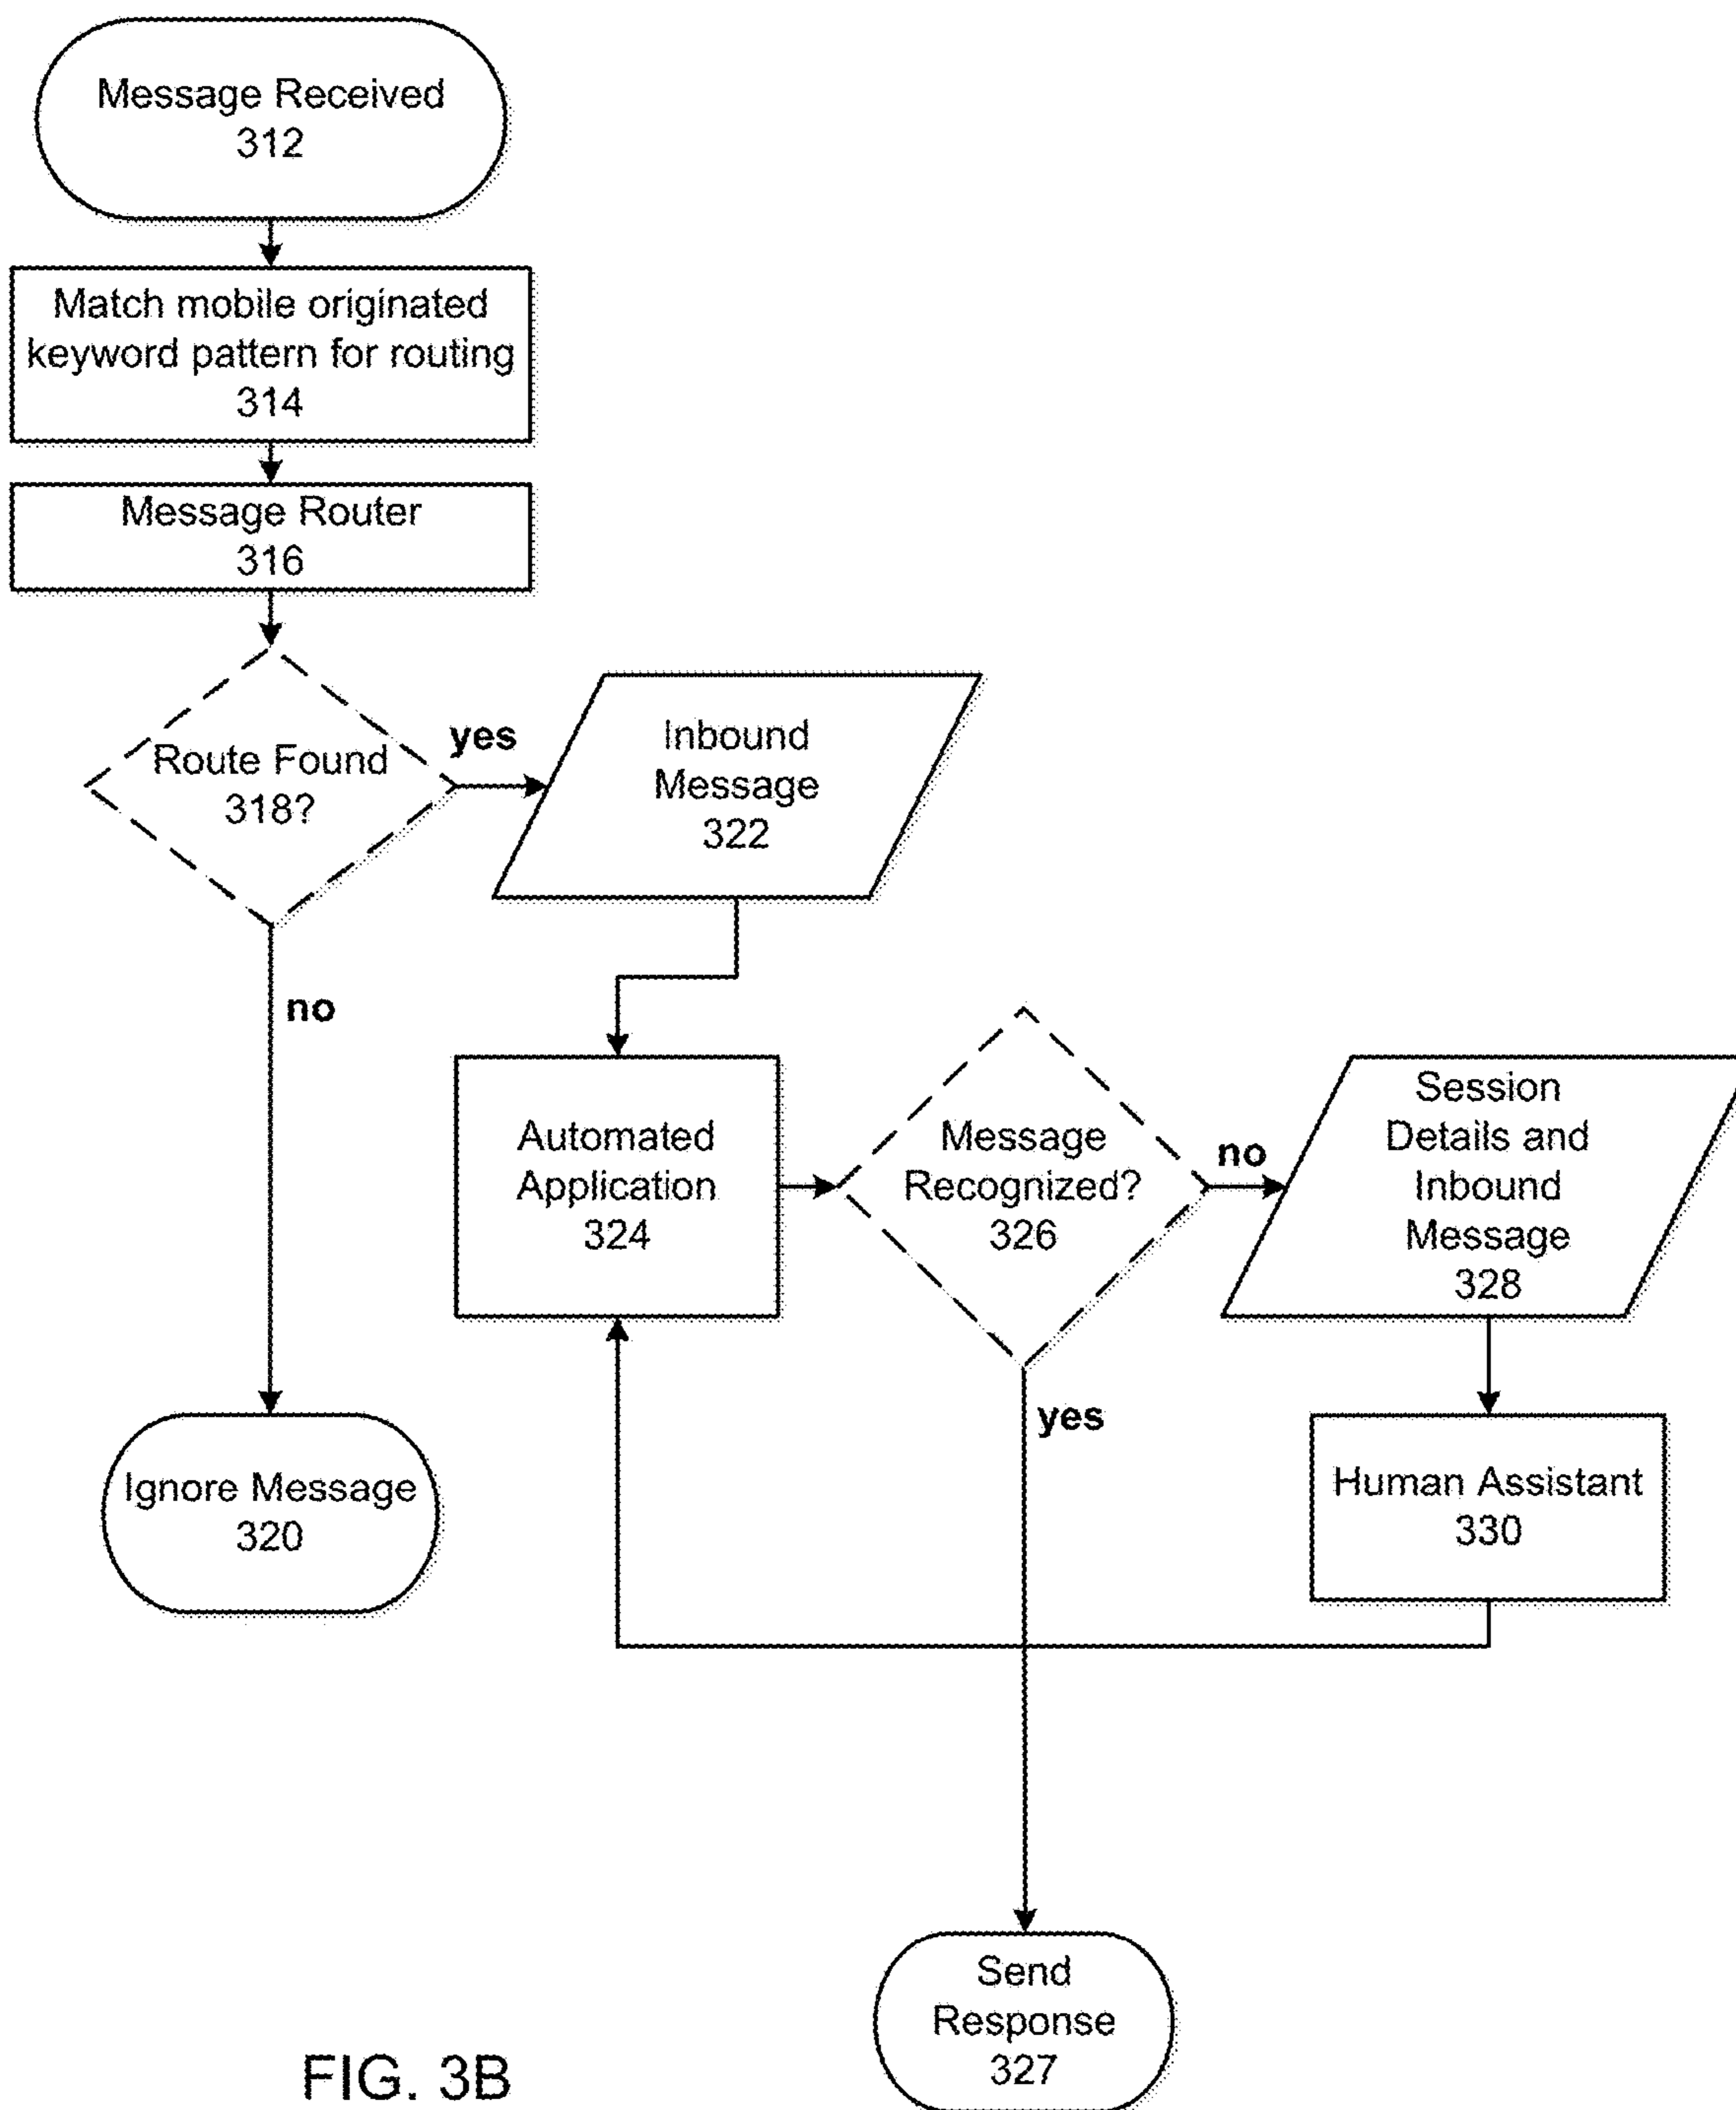 Message Received
312
Match mobile originated
keyword pattern for routing
314
Message Router
316
Route Found
318?
yes
Inbound
Message
322
no
Automated
Application
324
Message
Recognized?
326
no
Session
Details and
Inbound
Message
328
yes
Ignore Message
320
Human Assistant
330
Send
Response
327
FIG. 3B